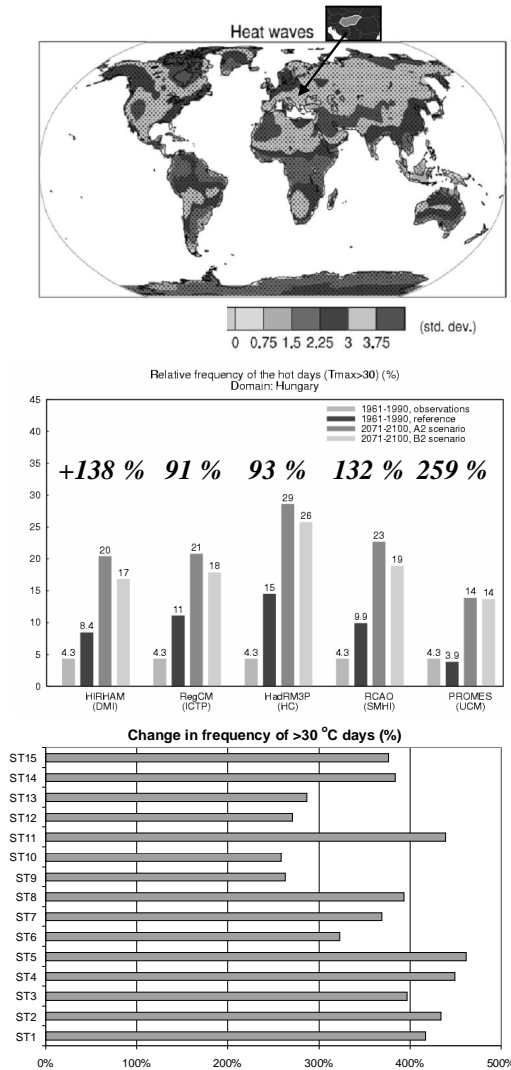 Heat waves
0 0.75 1.5 2.25 3 3.75 (std. dev.)
Relative frequency of the hot days (Tmax>30) (%)
Domain: Hungary
45
40
35
30
25
20
15
10
5
0
1961-1990, observations
1961-1990, reference
2071-2100, A2 scenario
2071-2100, B2 scenario
+138 % 91 % 93 % 132 % 259 %
4.3 8.4 20 17
4.3 11 21 18
4.3 15 29 26
4.3 9.9 23 19
4.3 3.9 14 14
HIRHAM RegCM HadRM3P RCAO PROMES
(DMI) (ICTP) (HC) (SMHI) (UCM)
Change in frequency of >30 °C days (%)
ST15
ST14
ST13
ST12
ST11
ST10
ST9
ST8
ST7
ST6
ST5
ST4
ST3
ST2
ST1
0% 100% 200% 300% 400% 500%